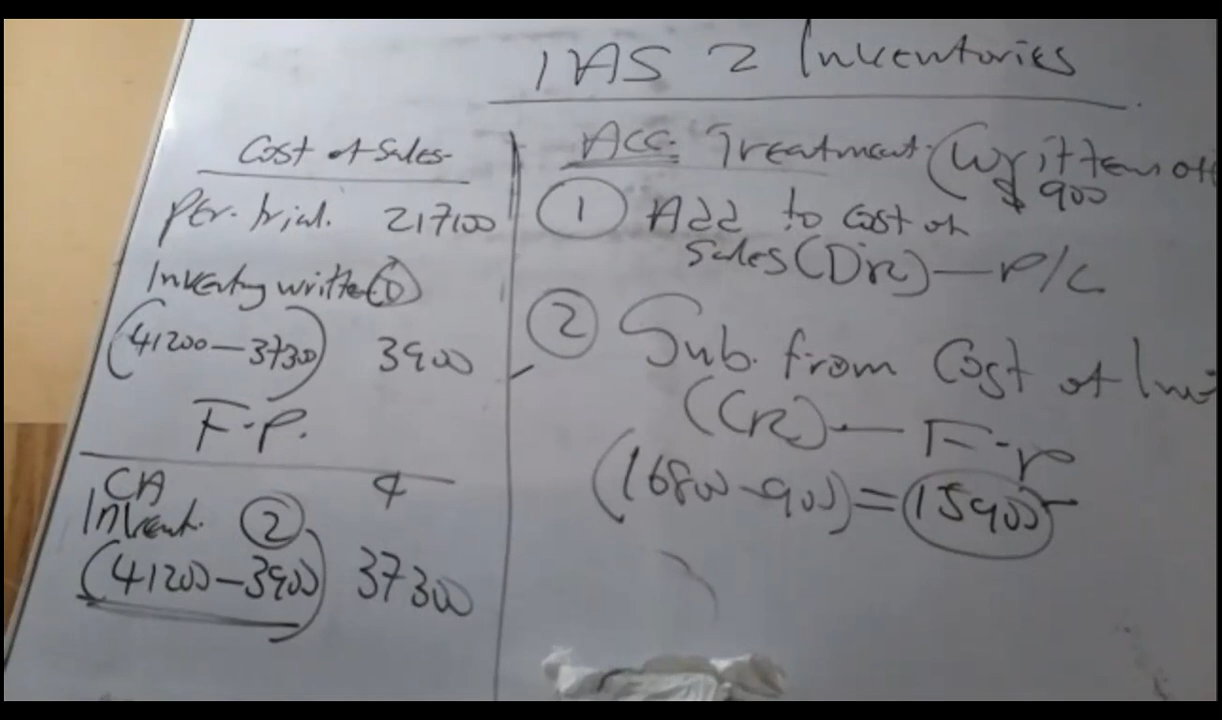 IAS 2 Inventories
Cost of Sales
Per. trial. 217100
Inventory written (1)
(41200-37300) 3900
F.P.
CA
Invent. (2)
(41200-3900) 37300
Acc. Treatment (Written of
$900
(1) Add to cost of
Sales (Dr) — P/L
(2) Sub. from Cost of Inv
(Cr) — F.P
(16800-900) = 15900